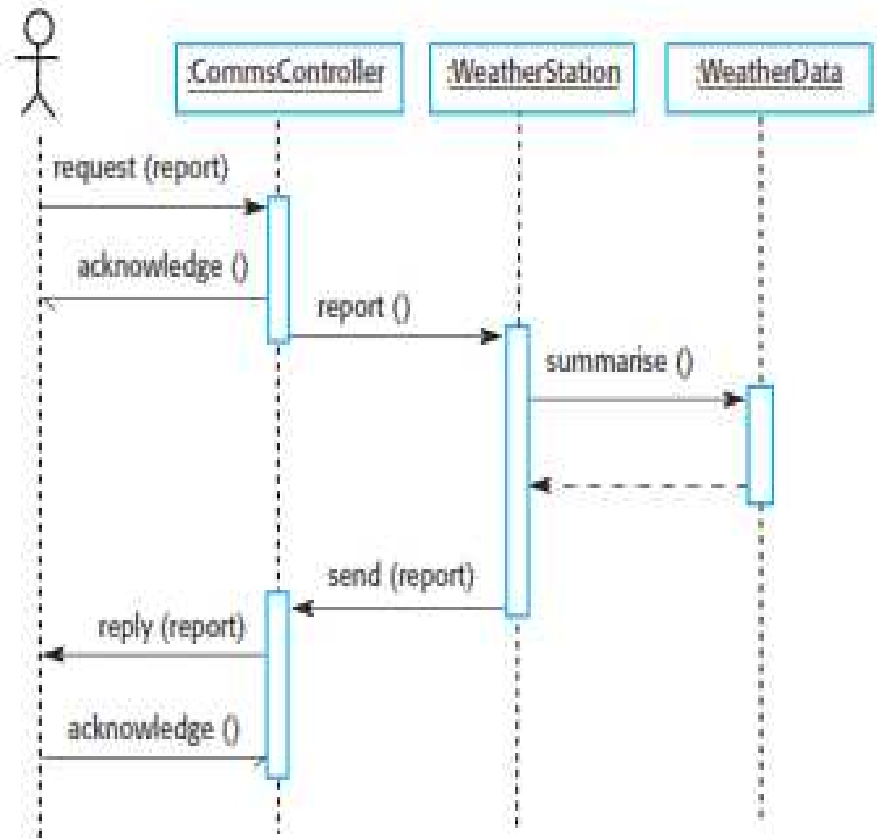 :CommsController
:WeatherStation
:WeatherData
request (report)
acknowledge ()
report ()
summarise ()
send (report)
reply (report)
acknowledge ()